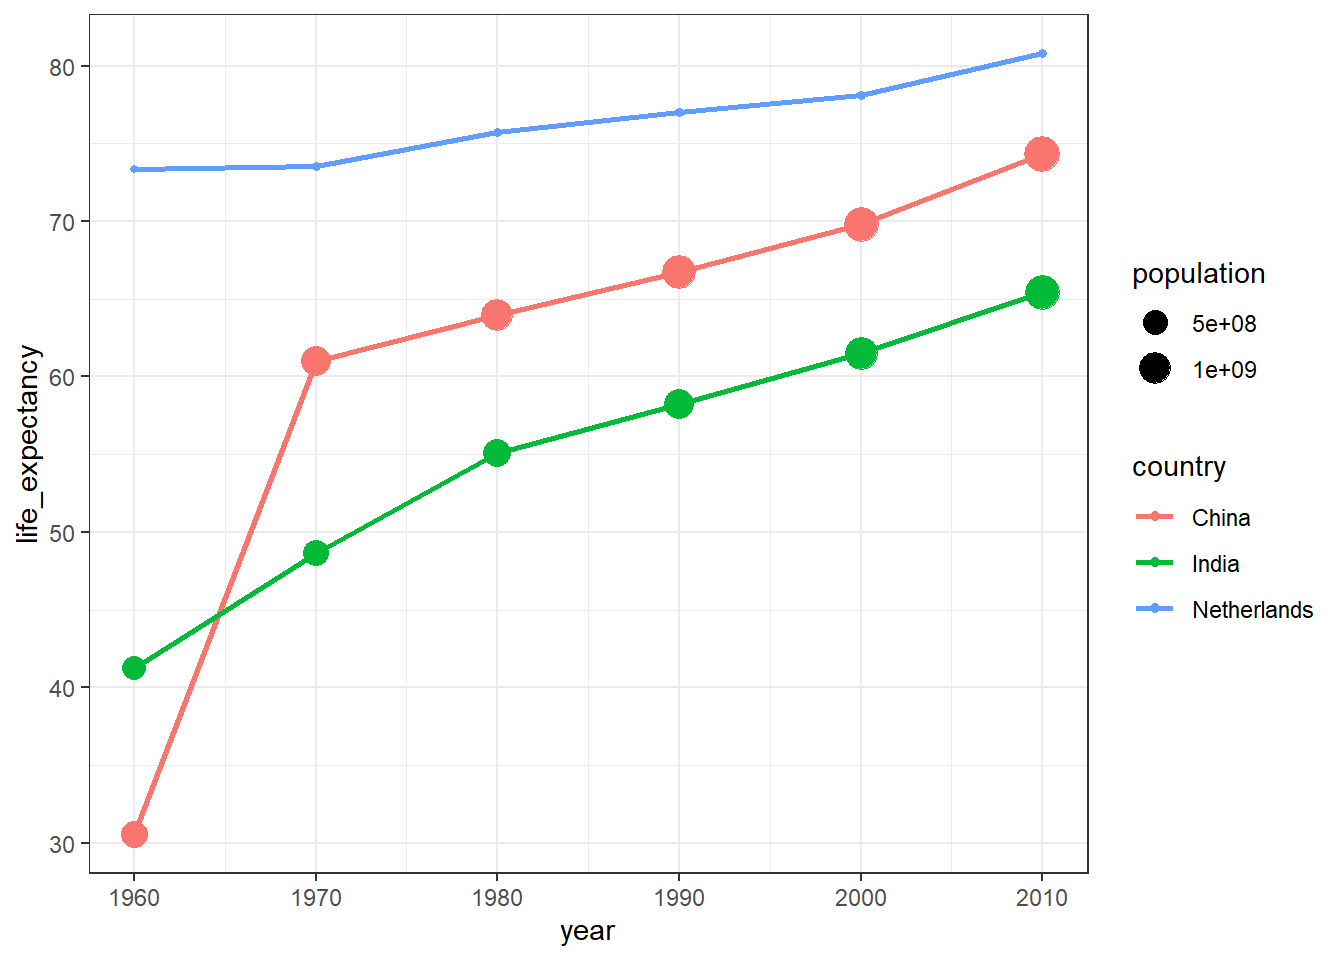 80
70
60
50
40
30
life_expectancy
1960 1970 1980 1990 2000 2010
year
population
5e+08
1e+09
country
China
India
Netherlands